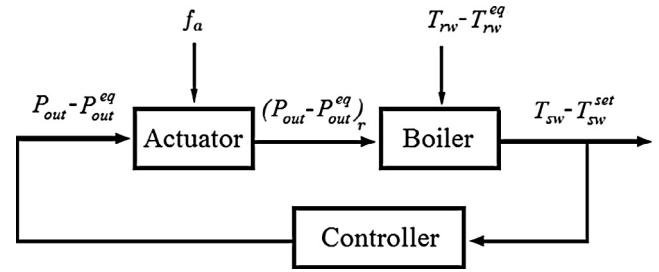 f_a
T_rw - T_rw^eq
P_out - P_out^eq
Actuator
(P_out - P_out^eq)_r
Boiler
T_sw - T_sw^set
Controller